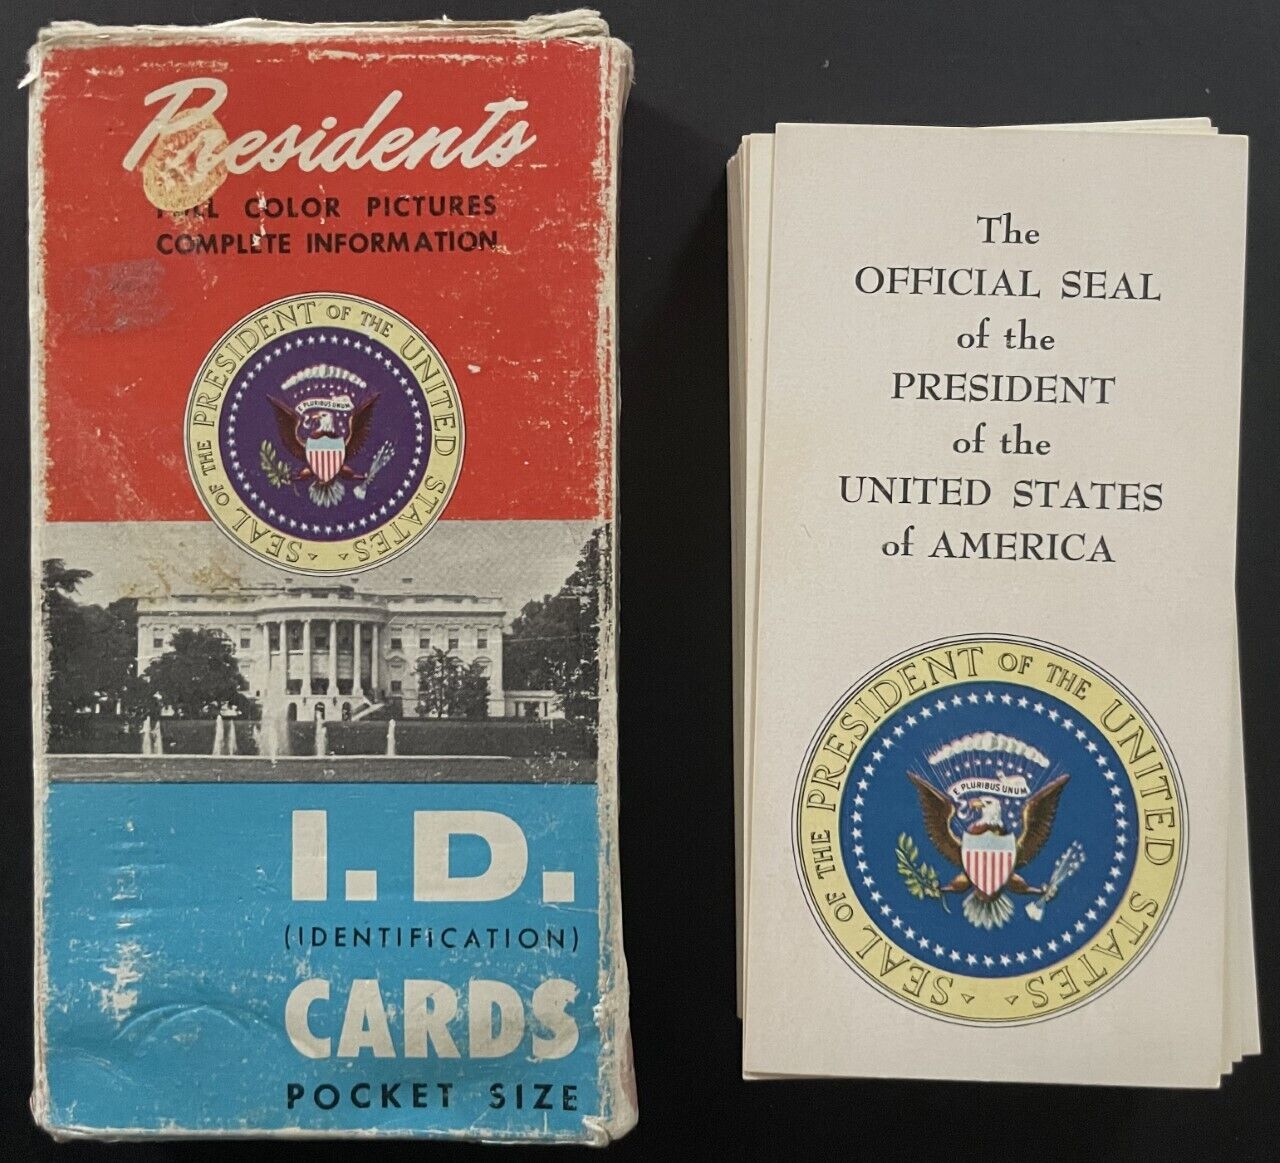 Presidents
FULL COLOR PICTURES
COMPLETE INFORMATION
SEAL OF THE PRESIDENT OF THE UNITED STATES
E PLURIBUS UNUM
I.D.
(IDENTIFICATION)
CARDS
POCKET SIZE
The
OFFICIAL SEAL
of the
PRESIDENT
of the
UNITED STATES
of AMERICA
SEAL OF THE PRESIDENT OF THE UNITED STATES
E PLURIBUS UNUM